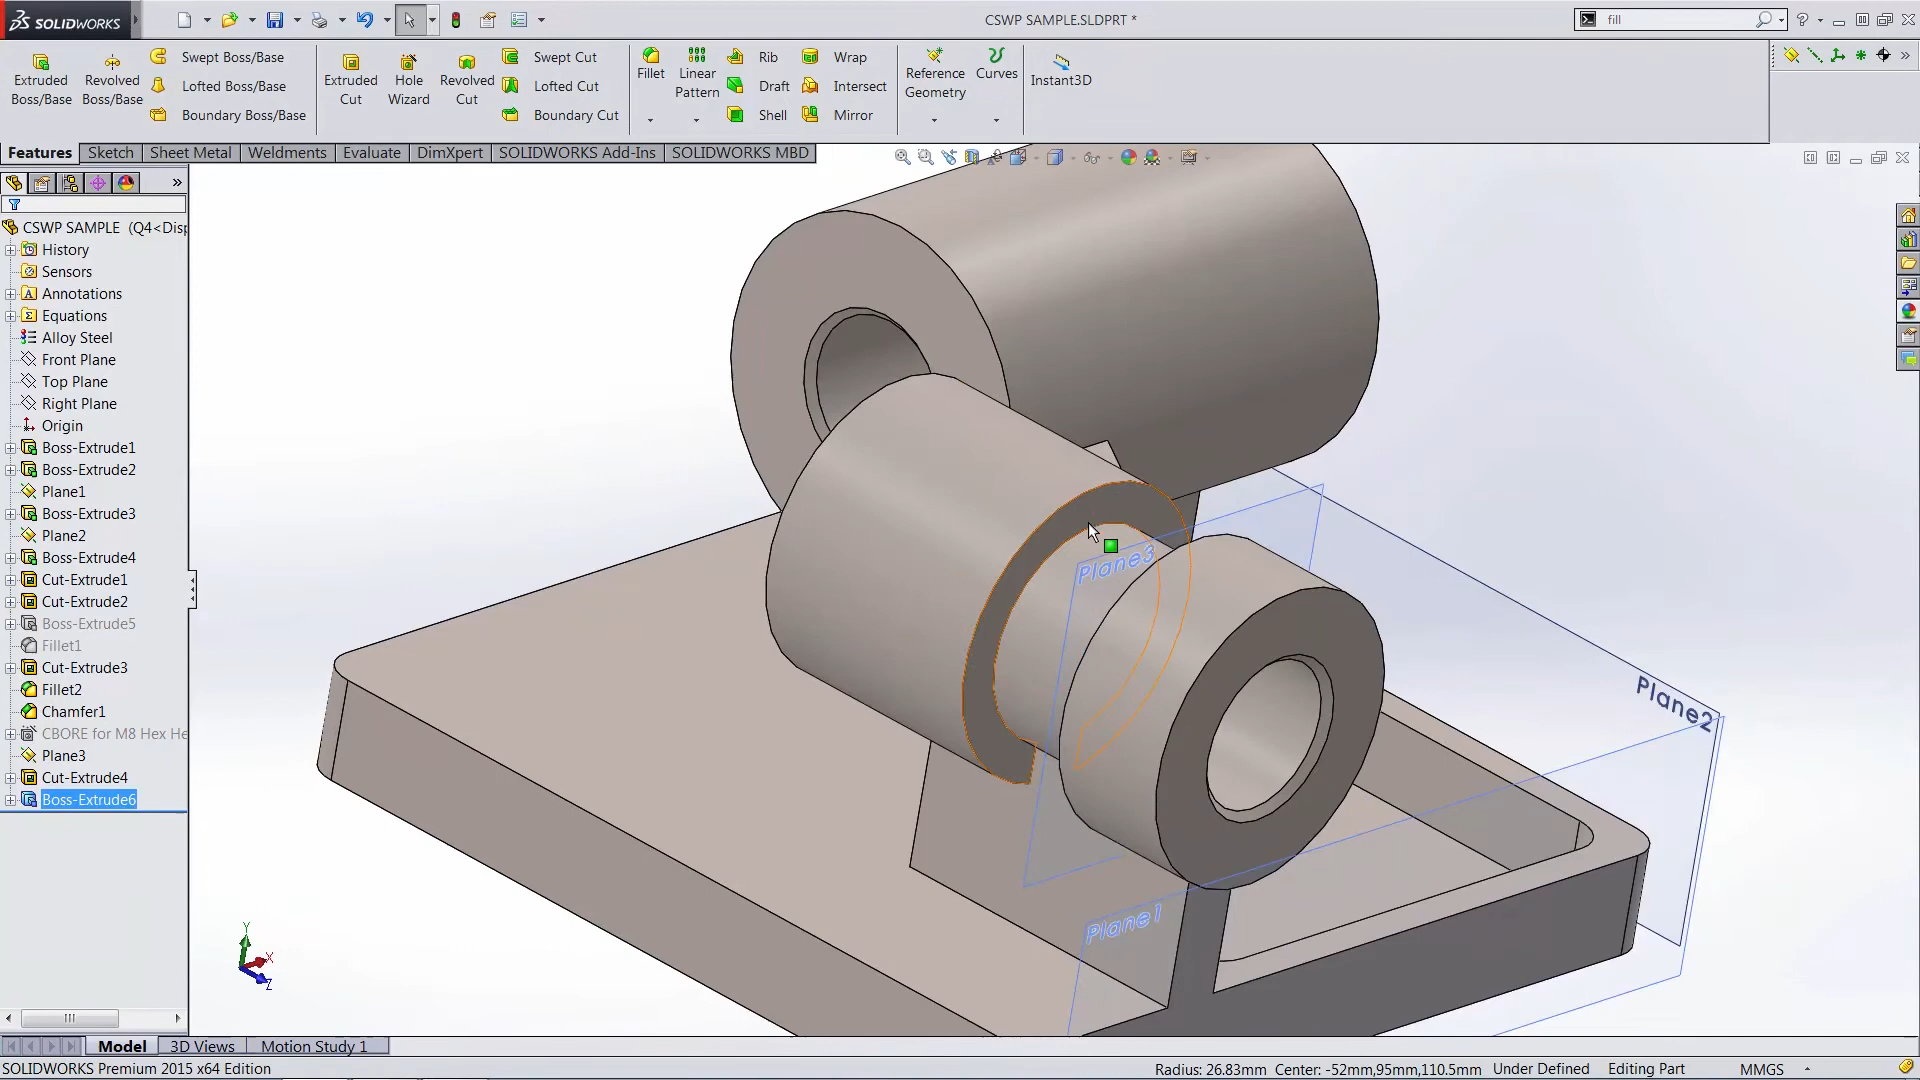 SOLIDWORKS
CSWP SAMPLE.SLDPRT *
fill
Extruded Boss/Base
Revolved Boss/Base
Swept Boss/Base
Lofted Boss/Base
Boundary Boss/Base
Extruded Cut
Hole Wizard
Revolved Cut
Swept Cut
Lofted Cut
Boundary Cut
Fillet
Linear Pattern
Rib
Draft
Shell
Wrap
Intersect
Mirror
Reference Geometry
Curves
Instant3D
Features
Sketch
Sheet Metal
Weldments
Evaluate
DimXpert
SOLIDWORKS Add-Ins
SOLIDWORKS MBD
CSWP SAMPLE (Q4<Disp
History
Sensors
Annotations
Equations
Alloy Steel
Front Plane
Top Plane
Right Plane
Origin
Boss-Extrude1
Boss-Extrude2
Plane1
Boss-Extrude3
Plane2
Boss-Extrude4
Cut-Extrude1
Cut-Extrude2
Boss-Extrude5
Fillet1
Cut-Extrude3
Fillet2
Chamfer1
CBORE for M8 Hex He
Plane3
Cut-Extrude4
Boss-Extrude6
Plane3
Plane2
Plane1
Y
X
Z
Model
3D Views
Motion Study 1
SOLIDWORKS Premium 2015 x64 Edition
Radius: 26.83mm Center: -52mm,95mm,110.5mm
Under Defined
Editing Part
MMGS